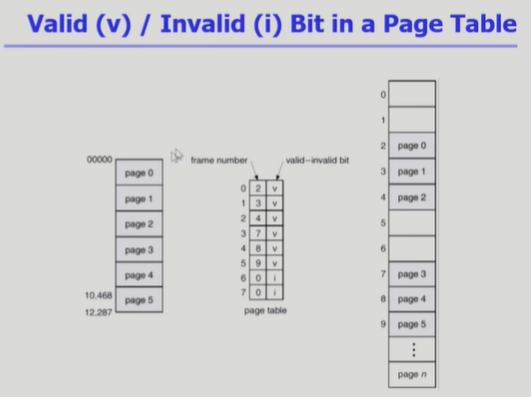 Valid (v) / Invalid (i) Bit in a Page Table
00000
page 0
page 1
page 2
page 3
page 4
page 5
10,468
12,287
frame number
valid–invalid bit
0 2 v
1 3 v
2 4 v
3 7 v
4 8 v
5 9 v
6 0 i
7 0 i
page table
0
1
2 page 0
3 page 1
4 page 2
5
6
7 page 3
8 page 4
9 page 5
⋮
page n